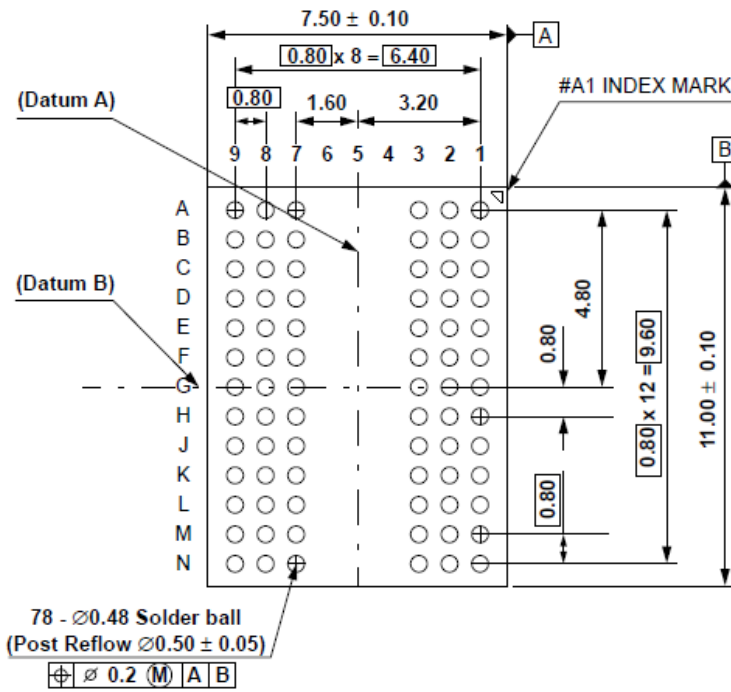 7.50 ± 0.10
A
0.80 x 8 = 6.40
(Datum A)
0.80
1.60
3.20
#A1 INDEX MARK
9 8 7 6 5 4 3 2 1
B
A
B
C
D
E
F
G
H
J
K
L
M
N
(Datum B)
4.80
0.80
0.80 x 12 = 9.60
11.00 ± 0.10
0.80
78 - ∅0.48 Solder ball
(Post Reflow ∅0.50 ± 0.05)
⌖ ⌀ 0.2 Ⓜ A B